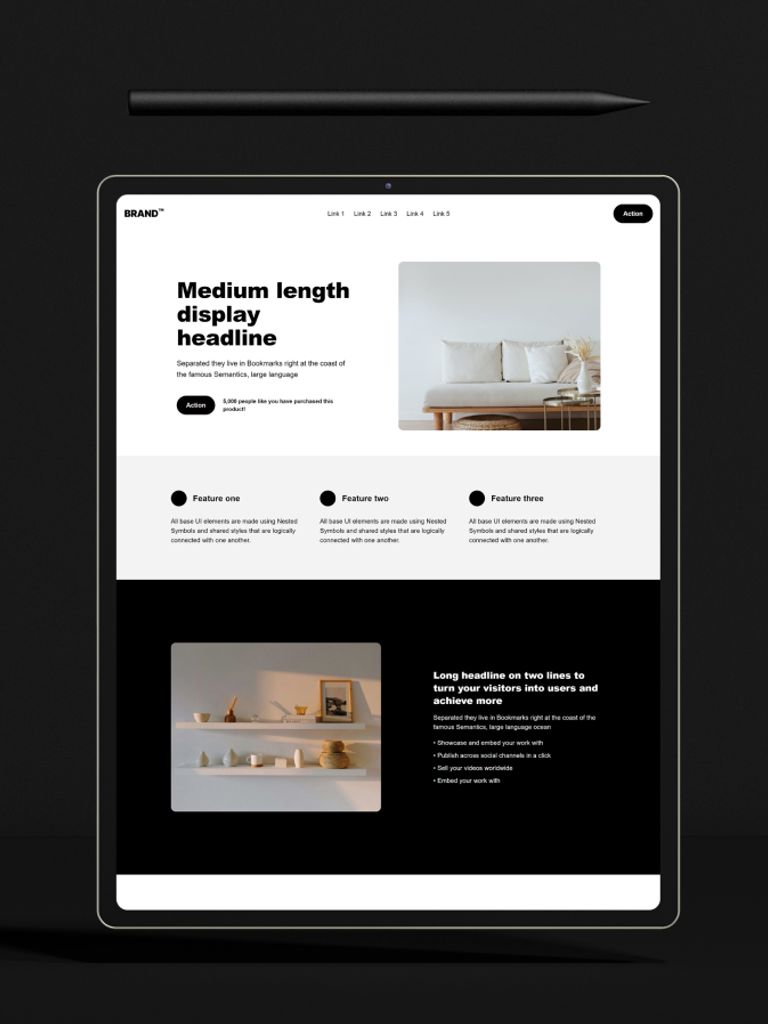 BRAND™
Link 1 Link 2 Link 3 Link 4 Link 5
Action
Medium length
display
headline
Separated they live in Bookmarks right at the coast of
the famous Semantics, large language
Action
5,000 people like you have purchased this
product!
Feature one
All base UI elements are made using Nested
Symbols and shared styles that are logically
connected with one another.
Feature two
All base UI elements are made using Nested
Symbols and shared styles that are logically
connected with one another.
Feature three
All base UI elements are made using Nested
Symbols and shared styles that are logically
connected with one another.
Long headline on two lines to
turn your visitors into users and
achieve more
Separated they live in Bookmarks right at the coast of the
famous Semantics, large language ocean
• Showcase and embed your work with
• Publish across social channels in a click
• Sell your videos worldwide
• Embed your work with